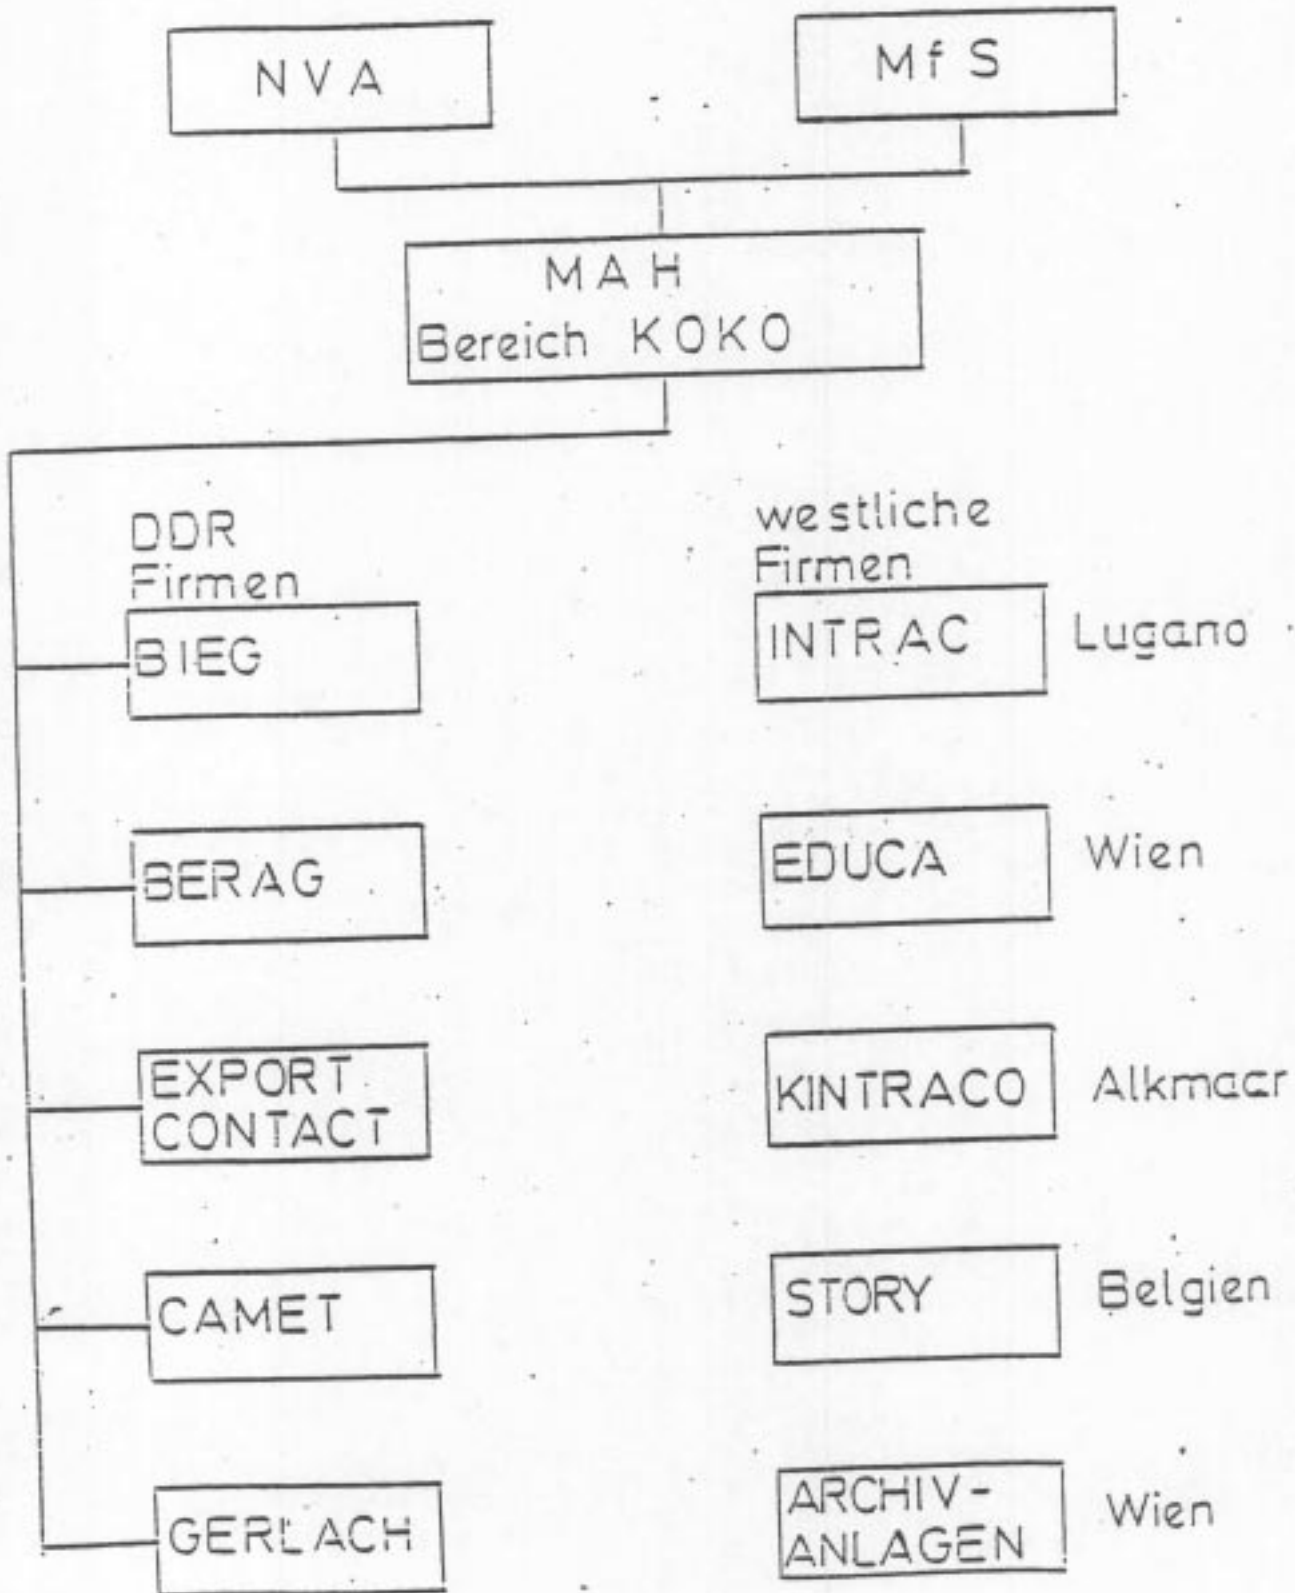 NVA
MfS
MAH
Bereich KOKO
DDR
Firmen
westliche
Firmen
BIEG
INTRAC
Lugano
BERAG
EDUCA
Wien
EXPORT
CONTACT
KINTRACO
Alkmaar
CAMET
STORY
Belgien
GERLACH
ARCHIV-
ANLAGEN
Wien